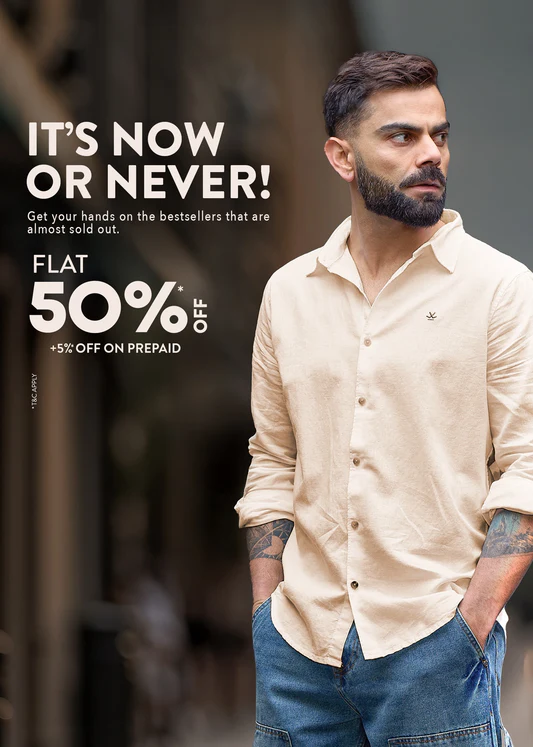 IT'S NOW
OR NEVER!
Get your hands on the bestsellers that are
almost sold out.
FLAT
50%* OFF
+5%* OFF ON PREPAID
*T&C APPLY